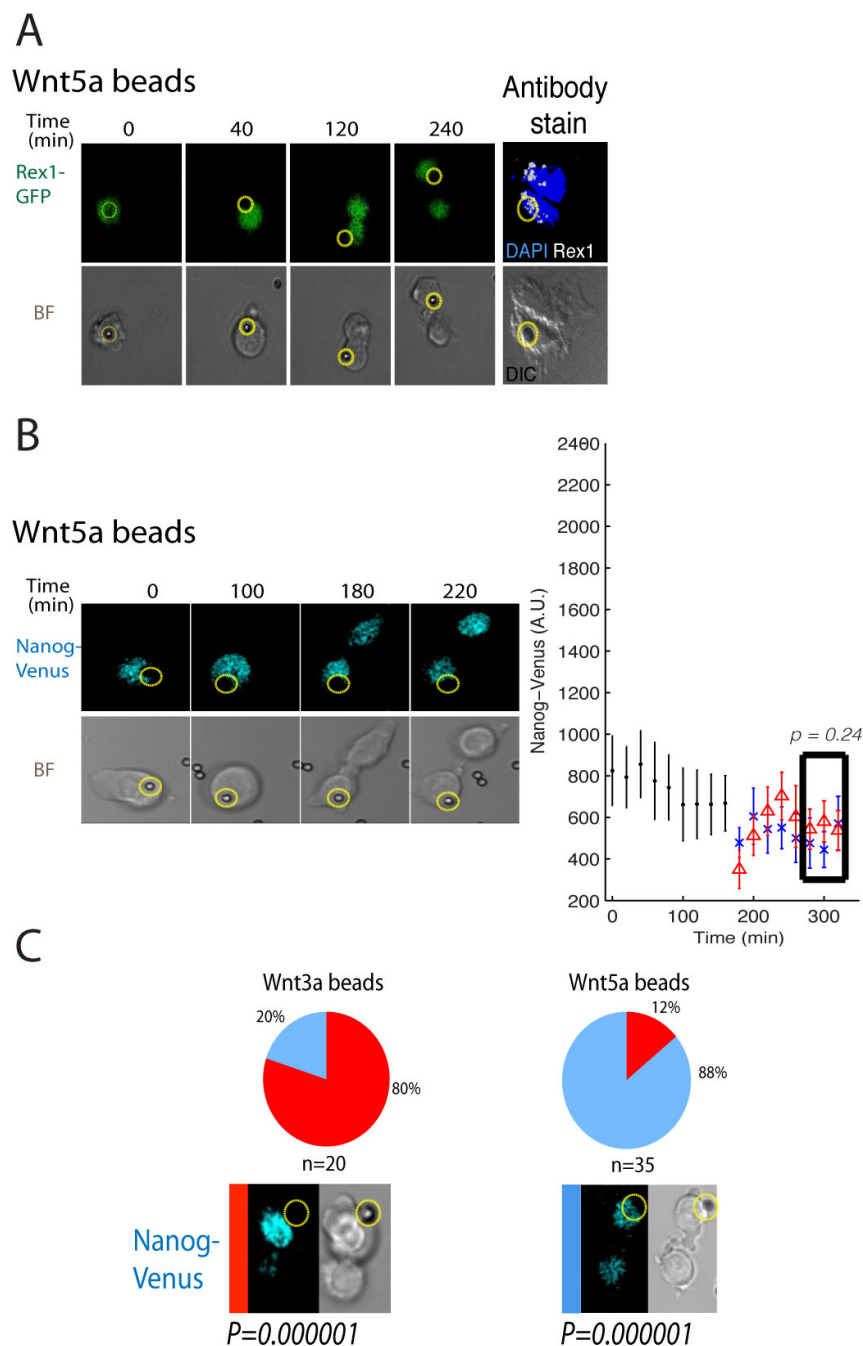 A
Wnt5a beads
Antibody
stain
Time
(min)
0 40 120 240
Rex1-
GFP
DAPI Rex1
BF
DIC
B
Wnt5a beads
Time
(min)
0 100 180 220
Nanog-
Venus
BF
2400
2200
2000
1800
1600
1400
1200
1000
800
600
400
200
Nanog–Venus (A.U.)
p = 0.24
0 100 200 300
Time (min)
C
Wnt3a beads
20%
80%
n=20
Wnt5a beads
12%
88%
n=35
Nanog-
Venus
P=0.000001
P=0.000001